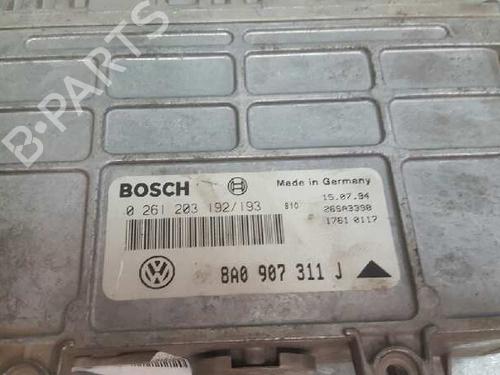 B-PARTS
BOSCH Made in Germany
0 261 203 192/193 810 15.07.94
26SA3398
1761 0117
8A0 907 311 J